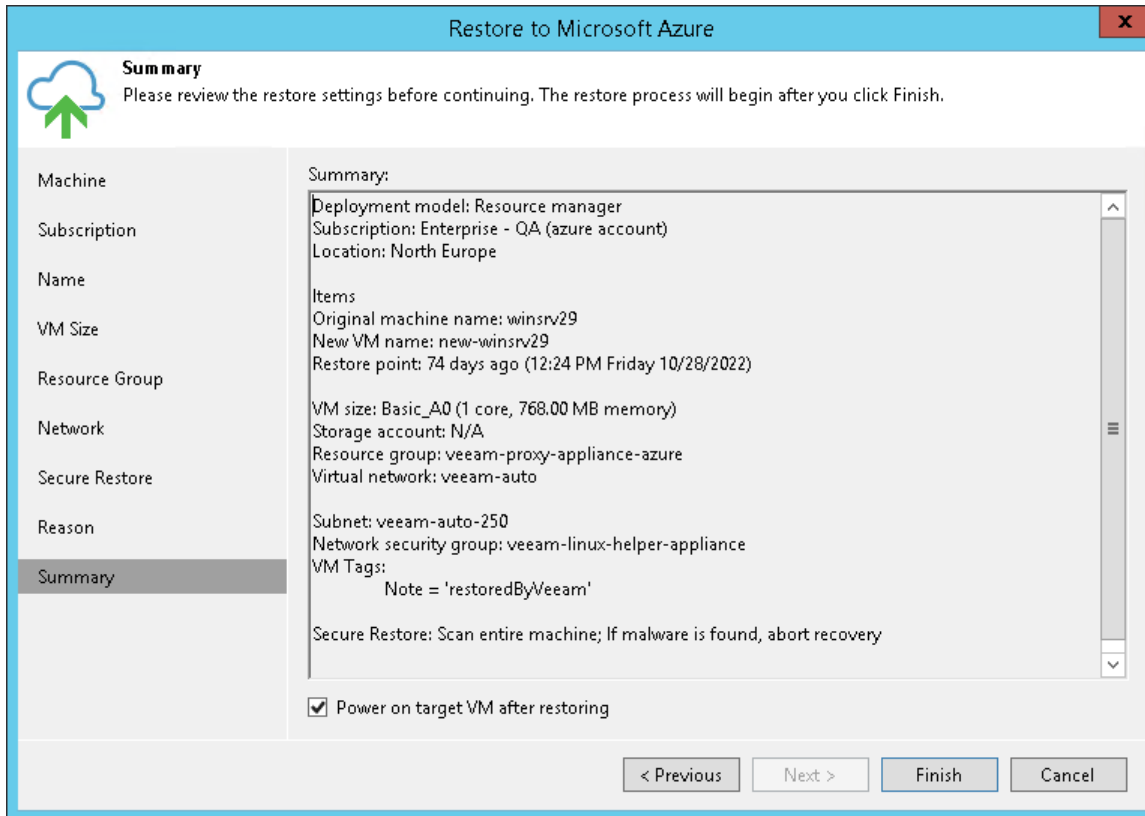 Restore to Microsoft Azure
x
Summary
Please review the restore settings before continuing. The restore process will begin after you click Finish.
Machine
Subscription
Name
VM Size
Resource Group
Network
Secure Restore
Reason
Summary
Summary:
Deployment model: Resource manager
Subscription: Enterprise - QA (azure account)
Location: North Europe
Items
Original machine name: winsrv29
New VM name: new-winsrv29
Restore point: 74 days ago (12:24 PM Friday 10/28/2022)
VM size: Basic_A0 (1 core, 768.00 MB memory)
Storage account: N/A
Resource group: veeam-proxy-appliance-azure
Virtual network: veeam-auto
Subnet: veeam-auto-250
Network security group: veeam-linux-helper-appliance
VM Tags:
Note = 'restoredByVeeam'
Secure Restore: Scan entire machine; If malware is found, abort recovery
Power on target VM after restoring
< Previous
Next >
Finish
Cancel